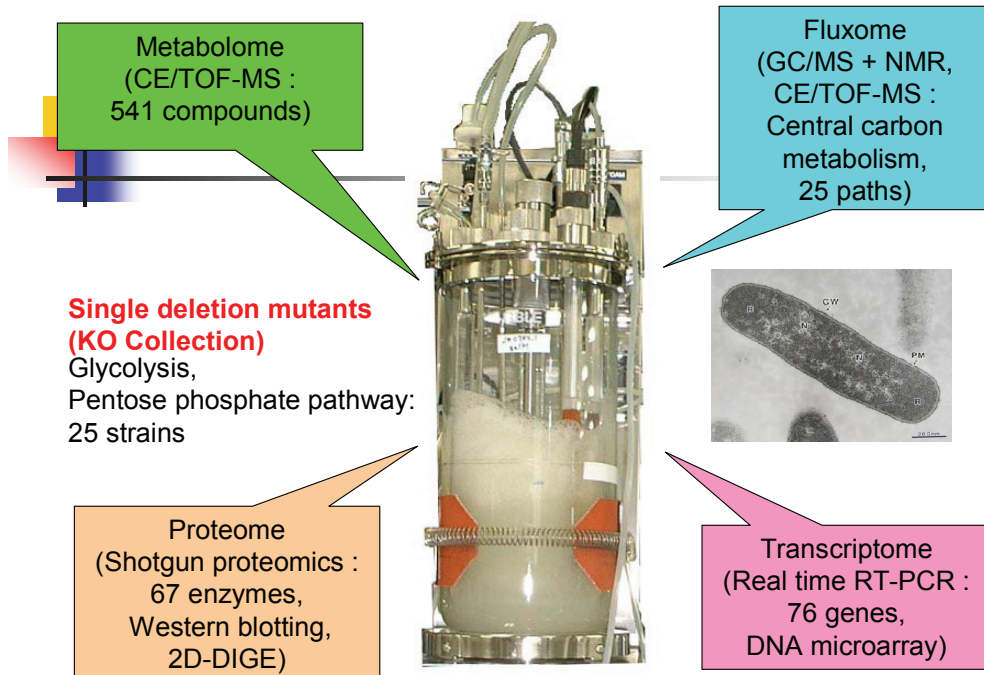 Metabolome
(CE/TOF-MS :
541 compounds)
Fluxome
(GC/MS + NMR,
CE/TOF-MS :
Central carbon
metabolism,
25 paths)
Single deletion mutants
(KO Collection)
Glycolysis,
Pentose phosphate pathway:
25 strains
CW
R
N
N
PM
R
Proteome
(Shotgun proteomics :
67 enzymes,
Western blotting,
2D-DIGE)
Transcriptome
(Real time RT-PCR :
76 genes,
DNA microarray)